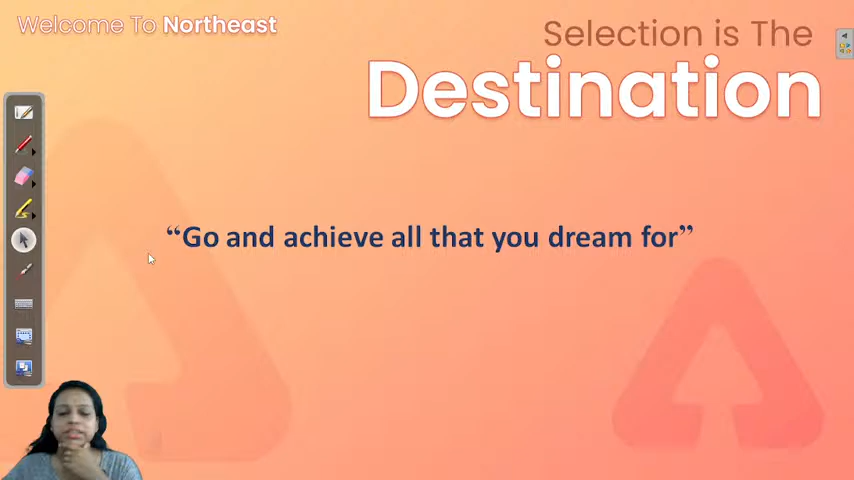 Welcome To Northeast
Selection is The
Destination
“Go and achieve all that you dream for”